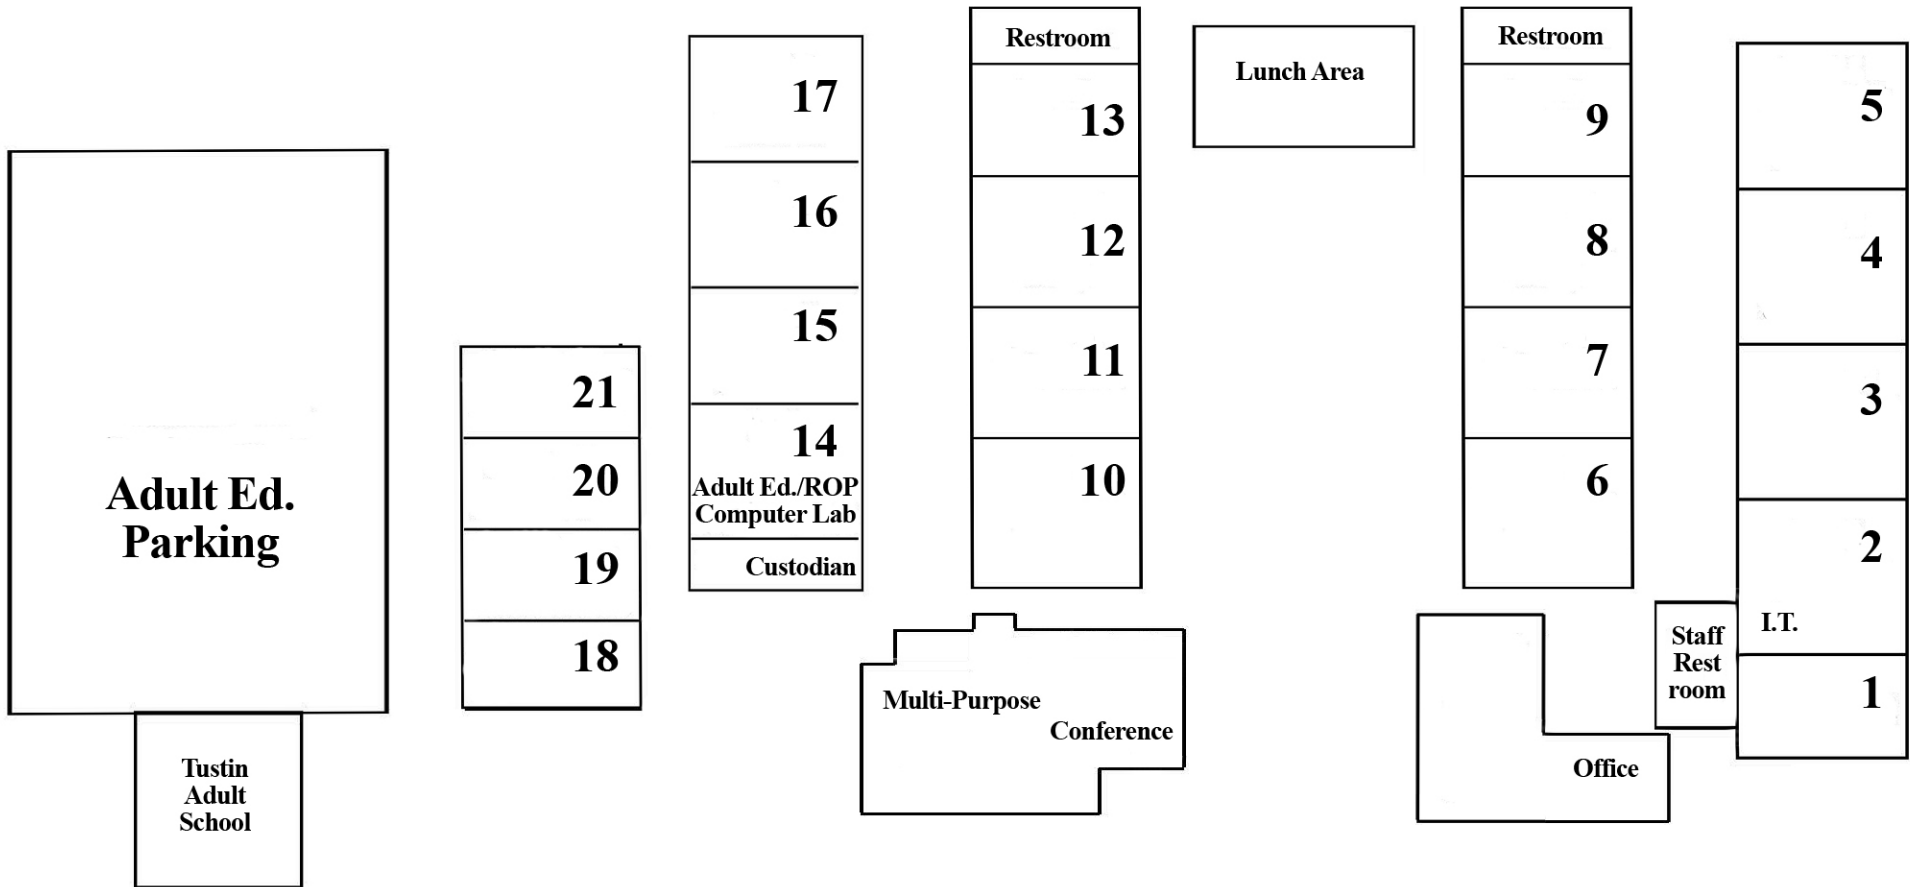 Adult Ed.
Parking
Tustin
Adult
School
21
20
19
18
17
16
15
14
Adult Ed./ROP
Computer Lab
Custodian
Restroom
13
12
11
10
Multi-Purpose
Conference
Lunch Area
Restroom
9
8
7
6
Office
Staff
Rest
room
5
4
3
2
I.T.
1